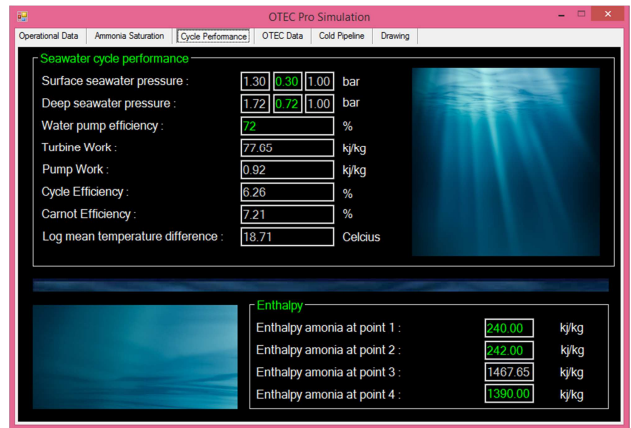 OTEC Pro Simulation
Operational Data Ammonia Saturation Cycle Performance OTEC Data Cold Pipeline Drawing
Seawater cycle performance
Surface seawater pressure : 1.30 0.30 1.00 bar
Deep seawater pressure : 1.72 0.72 1.00 bar
Water pump efficiency : 72 %
Turbine Work : 77.65 kj/kg
Pump Work : 0.92 kj/kg
Cycle Efficiency : 6.26 %
Carnot Efficiency : 7.21 %
Log mean temperature difference : 18.71 Celcius
Enthalpy
Enthalpy amonia at point 1 : 240.00 kj/kg
Enthalpy amonia at point 2 : 242.00 kj/kg
Enthalpy amonia at point 3 : 1467.65 kj/kg
Enthalpy amonia at point 4 : 1390.00 kj/kg